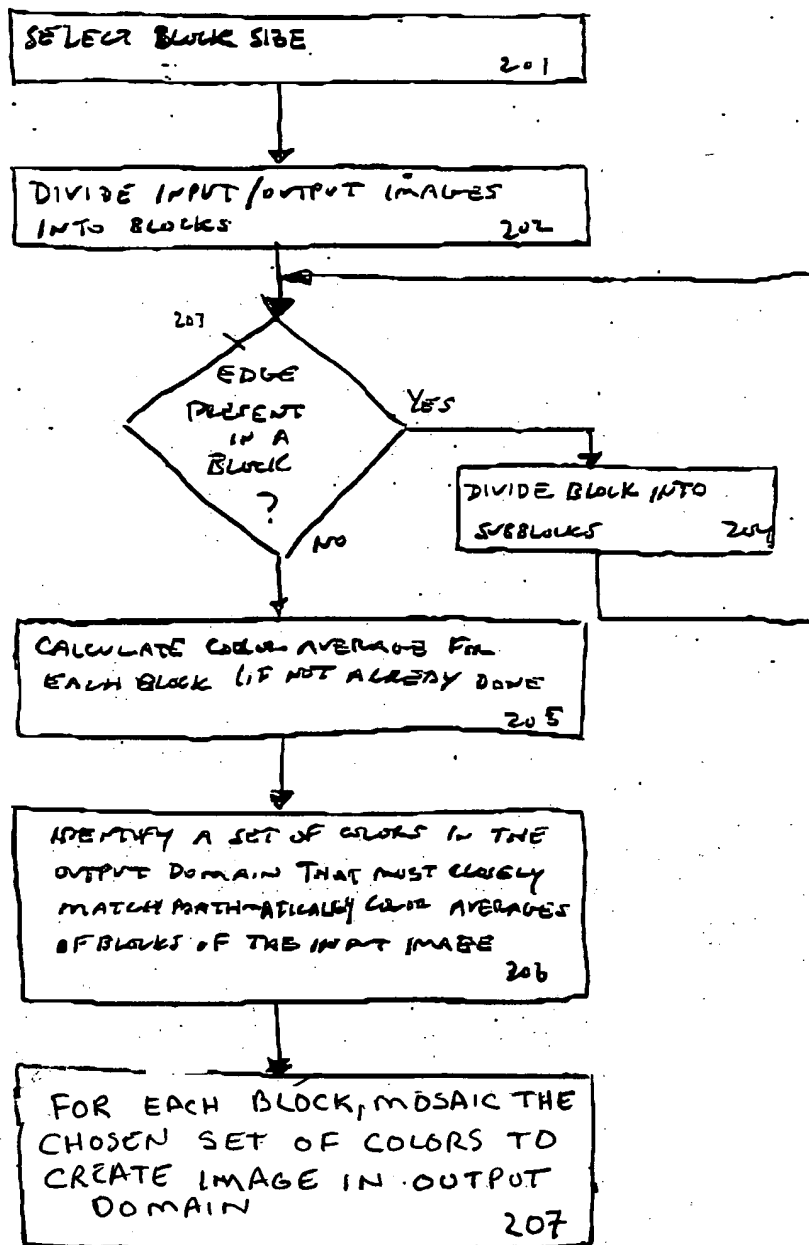 SELECT BLOCK SIZE
201
DIVIDE INPUT/OUTPUT IMAGES
INTO BLOCKS 202
203
EDGE
PRESENT
IN A
BLOCK
?
YES
NO
DIVIDE BLOCK INTO
SUBBLOCKS 204
CALCULATE COLOR AVERAGE FOR
EACH BLOCK (IF NOT ALREADY DONE
205
IDENTIFY A SET OF COLORS IN THE
OUTPUT DOMAIN THAT MOST CLOSELY
MATCH MATHEMATICALLY COLOR AVERAGES
OF BLOCKS OF THE INPUT IMAGE
206
FOR EACH BLOCK, MOSAIC THE
CHOSEN SET OF COLORS TO
CREATE IMAGE IN OUTPUT
DOMAIN
207